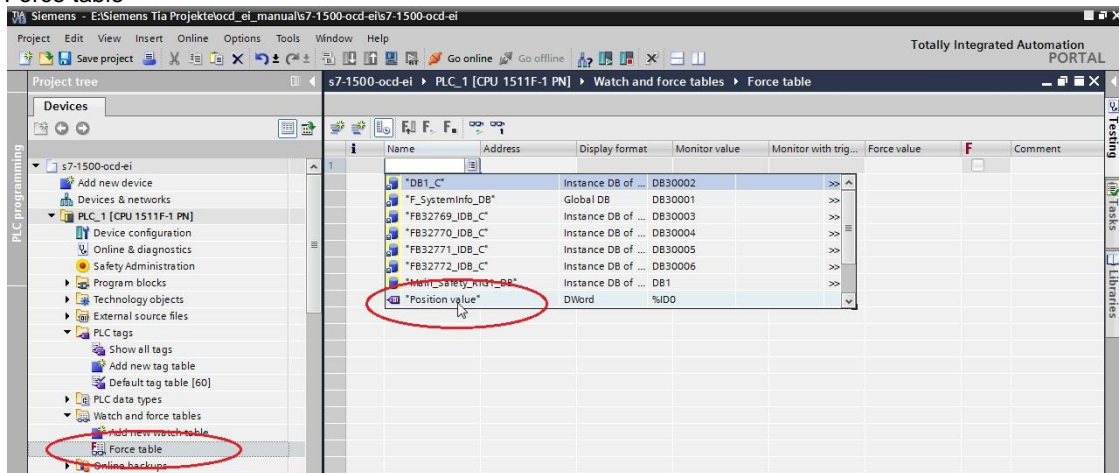 Force table
Siemens - E:\Siemens Tia Projekte\ocd_ei_manual\s7-1500-ocd-ei\s7-1500-ocd-ei
Project Edit View Insert Online Options Tools Window Help
Totally Integrated Automation
PORTAL
Save project
Go online
Go offline
Project tree
s7-1500-ocd-ei ▸ PLC_1 [CPU 1511F-1 PN] ▸ Watch and force tables ▸ Force table
Devices
i Name Address Display format Monitor value Monitor with trig... Force value F Comment
1
s7-1500-ocd-ei
Add new device
Devices & networks
PLC_1 [CPU 1511F-1 PN]
Device configuration
Online & diagnostics
Safety Administration
Program blocks
Technology objects
External source files
PLC tags
Show all tags
Add new tag table
Default tag table [60]
PLC data types
Watch and force tables
Add new watch table
Force table
Online backups
"DB1_C" Instance DB of ... DB30002 >>
"F_SystemInfo_DB" Global DB DB30001 >>
"FB32769_IDB_C" Instance DB of ... DB30003 >>
"FB32770_IDB_C" Instance DB of ... DB30004 >>
"FB32771_IDB_C" Instance DB of ... DB30005 >>
"FB32772_IDB_C" Instance DB of ... DB30006 >>
"Main_Safety_RTG1_DB" Instance DB of ... DB1 >>
"Position value" DWord %ID0
PLC programming
Testing
Tasks
Libraries